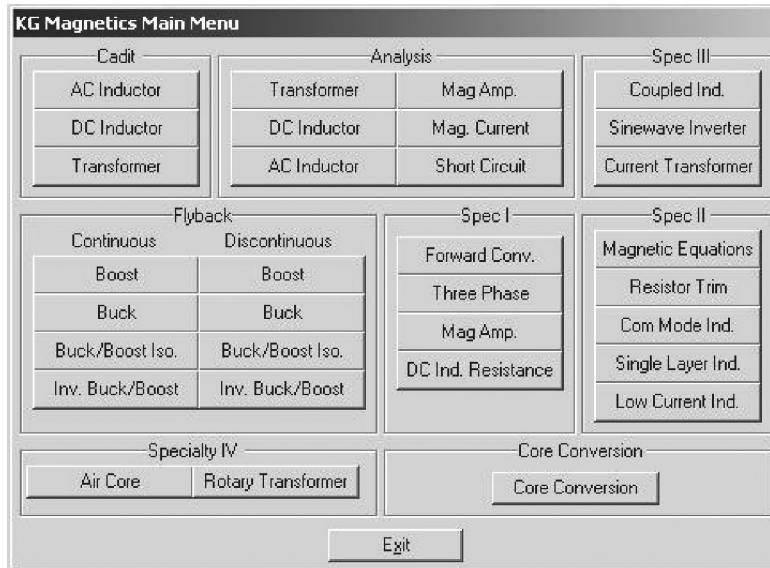 KG Magnetics Main Menu
Cadit
AC Inductor
DC Inductor
Transformer
Analysis
Transformer
Mag Amp.
DC Inductor
Mag. Current
AC Inductor
Short Circuit
Spec III
Coupled Ind.
Sinewave Inverter
Current Transformer
Flyback
Continuous
Discontinuous
Boost
Boost
Buck
Buck
Buck/Boost Iso.
Buck/Boost Iso.
Inv. Buck/Boost
Inv. Buck/Boost
Spec I
Forward Conv.
Three Phase
Mag Amp.
DC Ind. Resistance
Spec II
Magnetic Equations
Resistor Trim
Com Mode Ind.
Single Layer Ind.
Low Current Ind.
Specialty IV
Air Core
Rotary Transformer
Core Conversion
Core Conversion
Exit